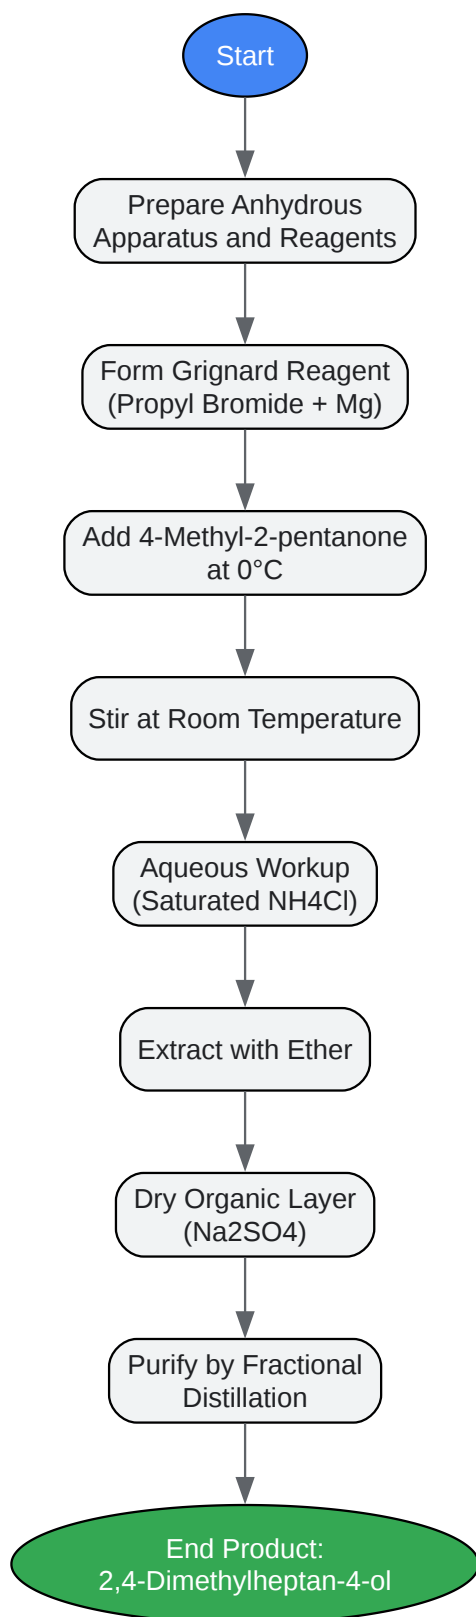 Start
Prepare Anhydrous
Apparatus and Reagents
Form Grignard Reagent
(Propyl Bromide + Mg)
Add 4-Methyl-2-pentanone
at 0°C
Stir at Room Temperature
Aqueous Workup
(Saturated NH4Cl)
Extract with Ether
Dry Organic Layer
(Na2SO4)
Purify by Fractional
Distillation
End Product:
2,4-Dimethylheptan-4-ol